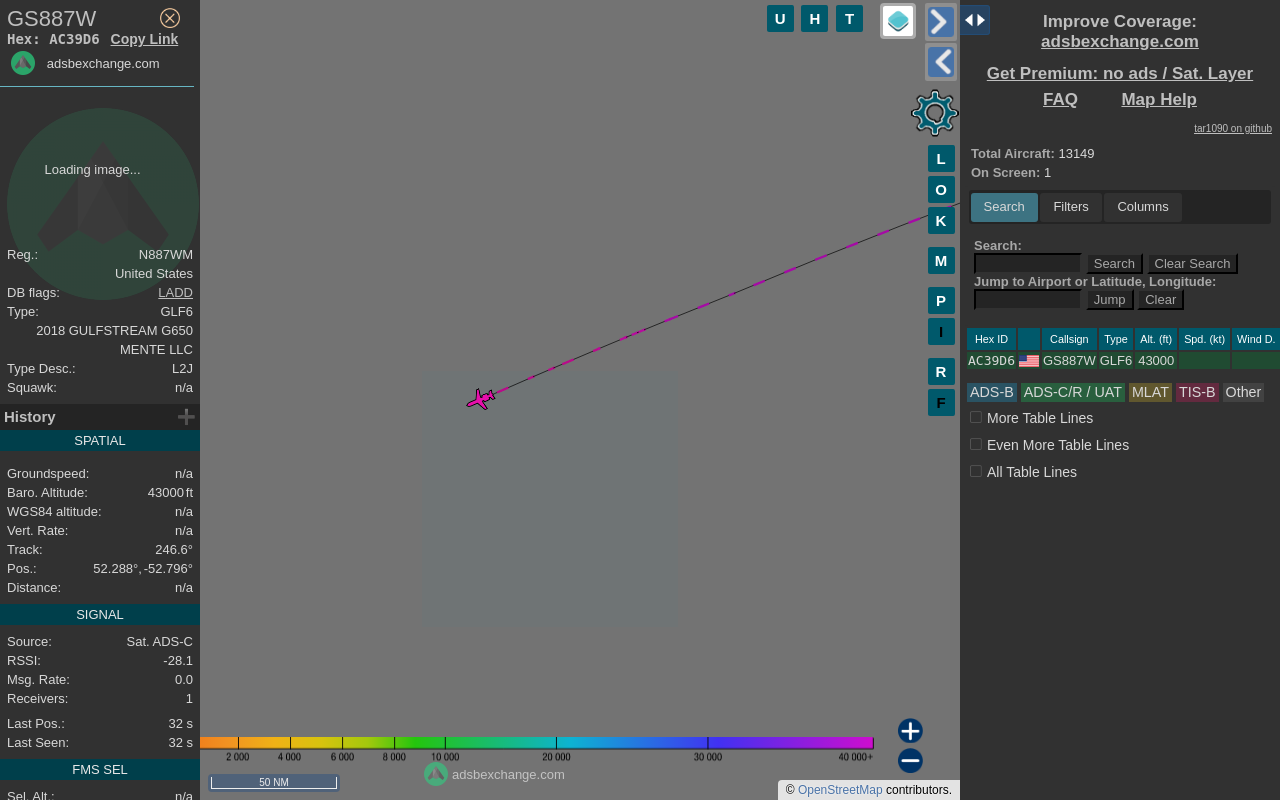 GS887W
Hex: AC39D6 Copy Link
adsbexchange.com
Loading image...
Reg.: N887WM
United States
DB flags: LADD
Type: GLF6
2018 GULFSTREAM G650
MENTE LLC
Type Desc.: L2J
Squawk: n/a
History
SPATIAL
Groundspeed: n/a
Baro. Altitude: 43000 ft
WGS84 altitude: n/a
Vert. Rate: n/a
Track: 246.6°
Pos.: 52.288°, -52.796°
Distance: n/a
SIGNAL
Source: Sat. ADS-C
RSSI: -28.1
Msg. Rate: 0.0
Receivers: 1
Last Pos.: 32 s
Last Seen: 32 s
FMS SEL
Sel. Alt.: n/a
U H T
L
O
K
M
P
I
R
F
2 000 4 000 6 000 8 000 10 000 20 000 30 000 40 000+
adsbexchange.com
50 NM
© OpenStreetMap contributors.
Improve Coverage:
adsbexchange.com
Get Premium: no ads / Sat. Layer
FAQ Map Help
tar1090 on github
Total Aircraft: 13149
On Screen: 1
Search Filters Columns
Search:
Search Clear Search
Jump to Airport or Latitude, Longitude:
Jump Clear
Hex ID Callsign Type Alt. (ft) Spd. (kt) Wind D.
AC39D6 GS887W GLF6 43000
ADS-B ADS-C/R / UAT MLAT TIS-B Other
More Table Lines
Even More Table Lines
All Table Lines